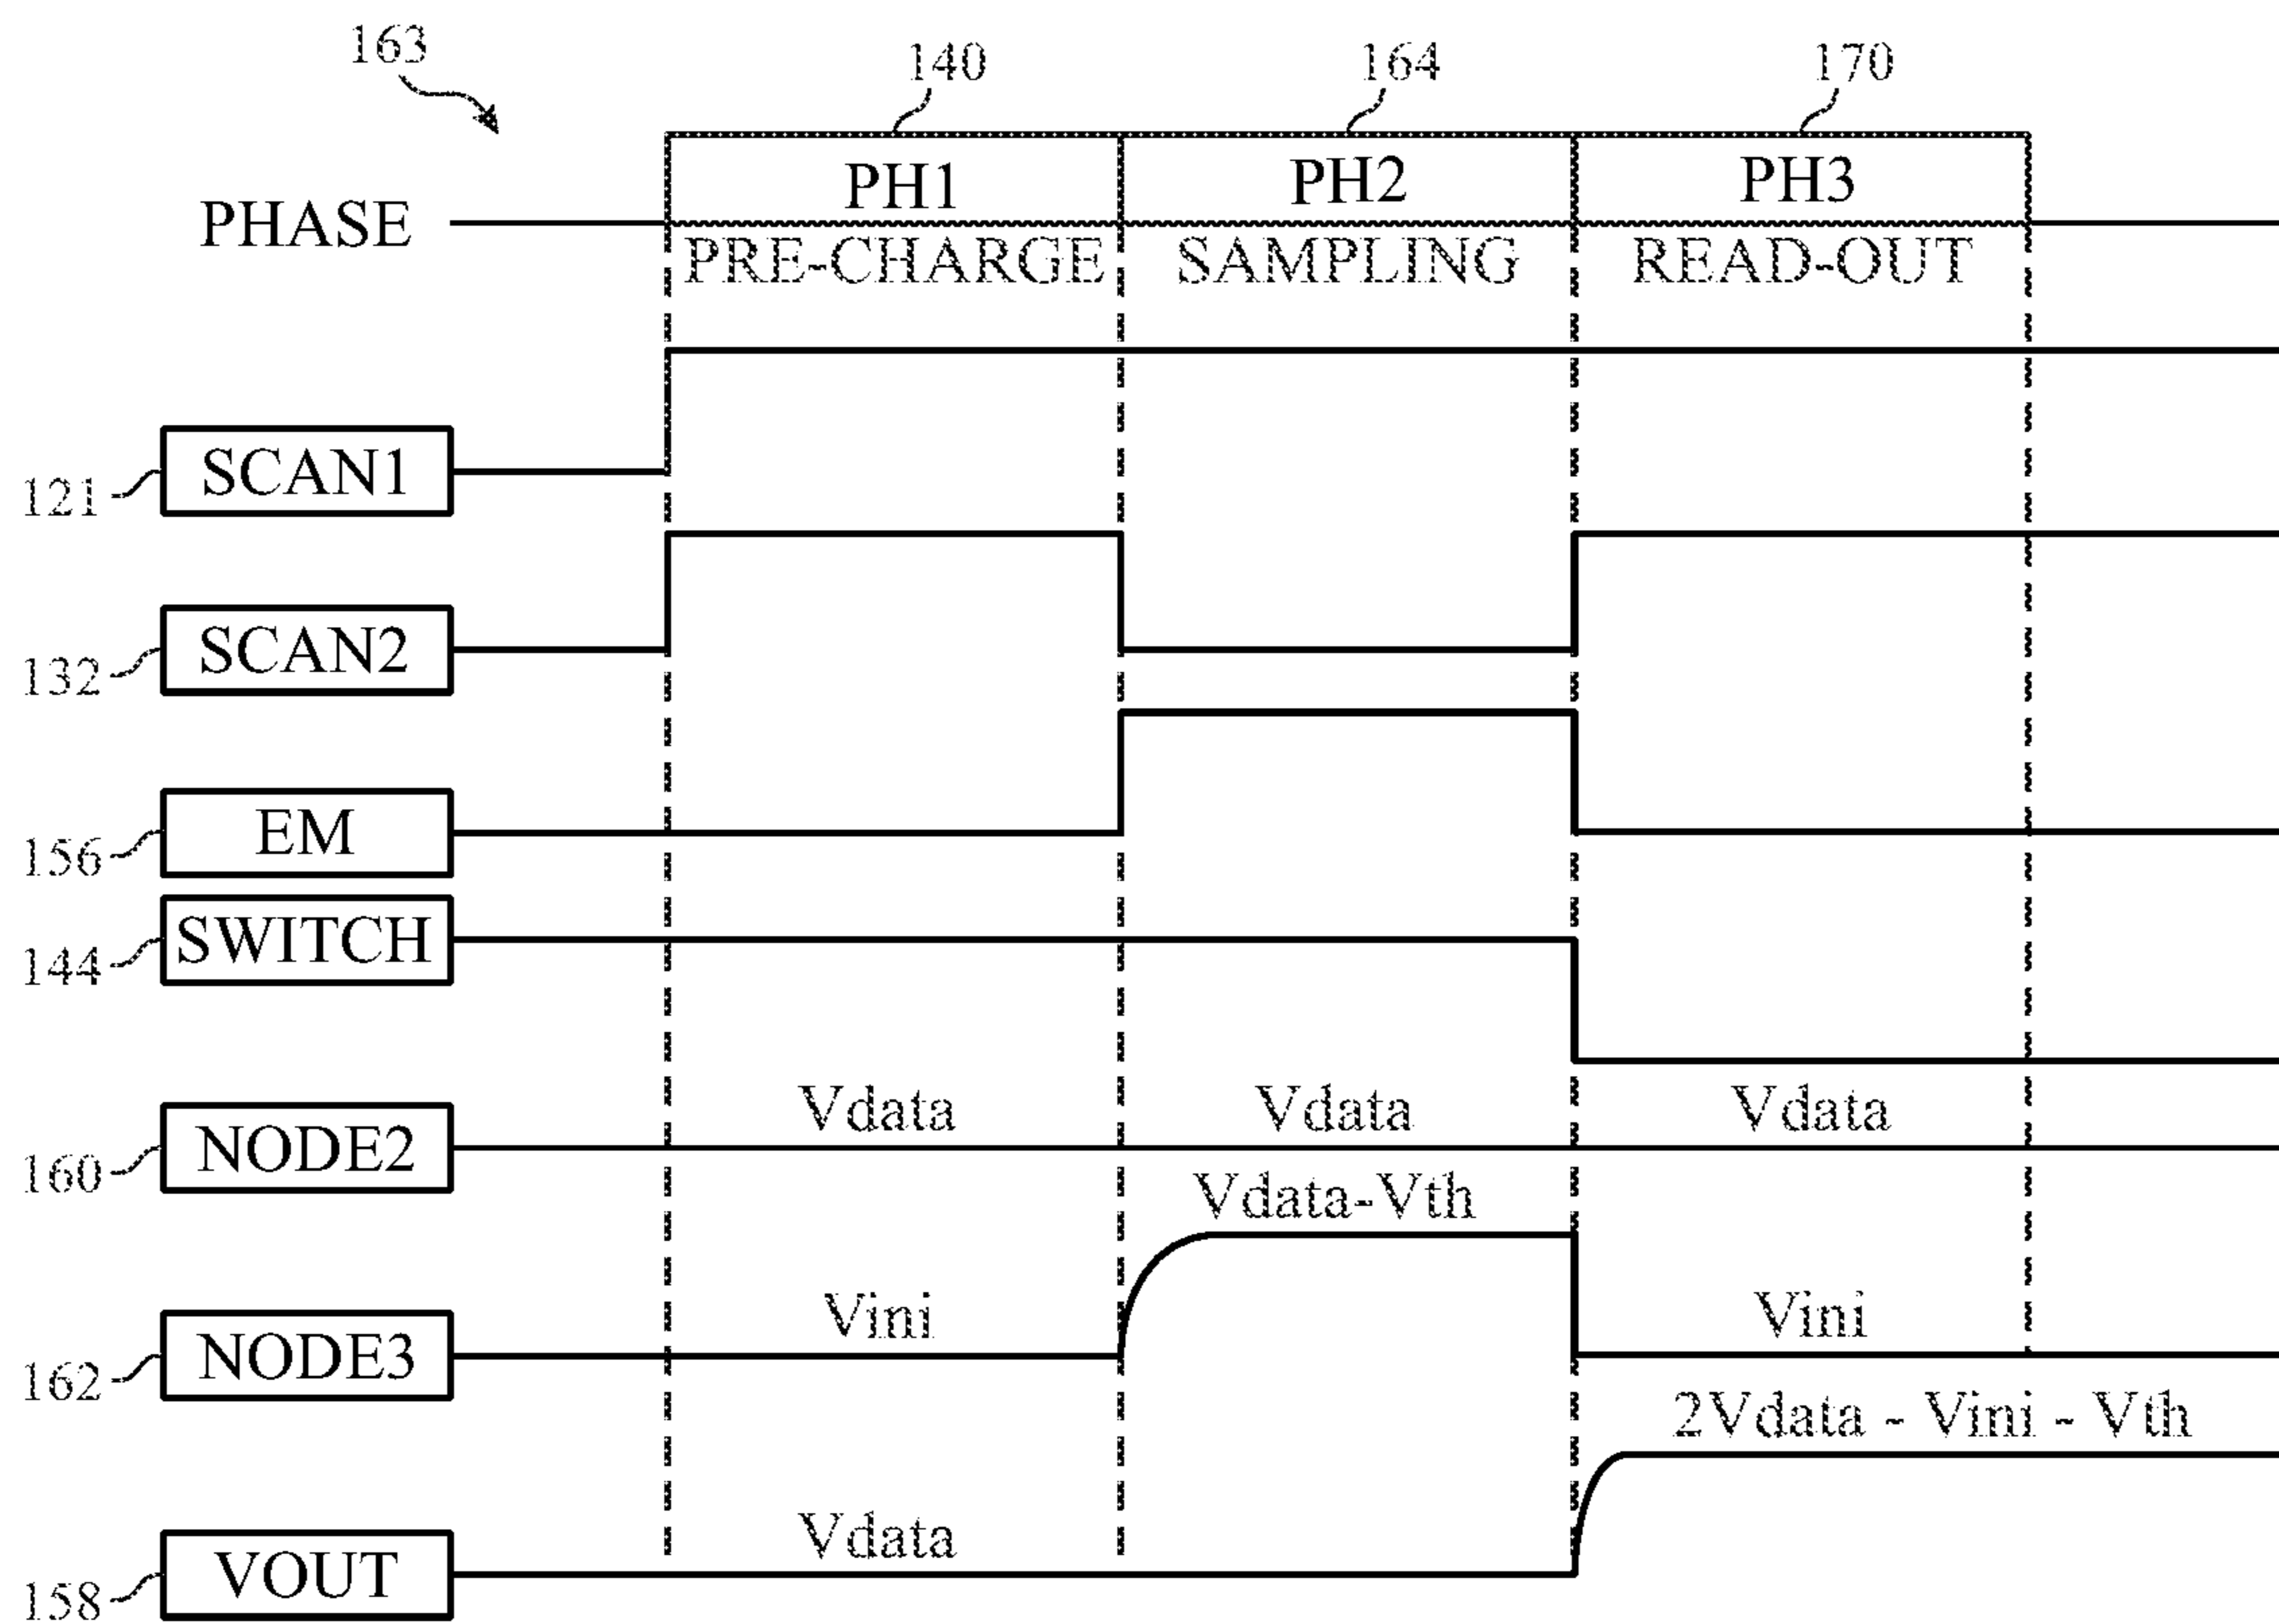 163
140
164
170
PH1
PH2
PH3
PHASE
PRE-CHARGE
SAMPLING
READ-OUT
SCAN1
121
SCAN2
132
EM
156
SWITCH
144
Vdata
Vdata
Vdata
NODE2
160
Vdata-Vth
Vini
Vini
NODE3
162
2Vdata - Vini - Vth
Vdata
VOUT
158